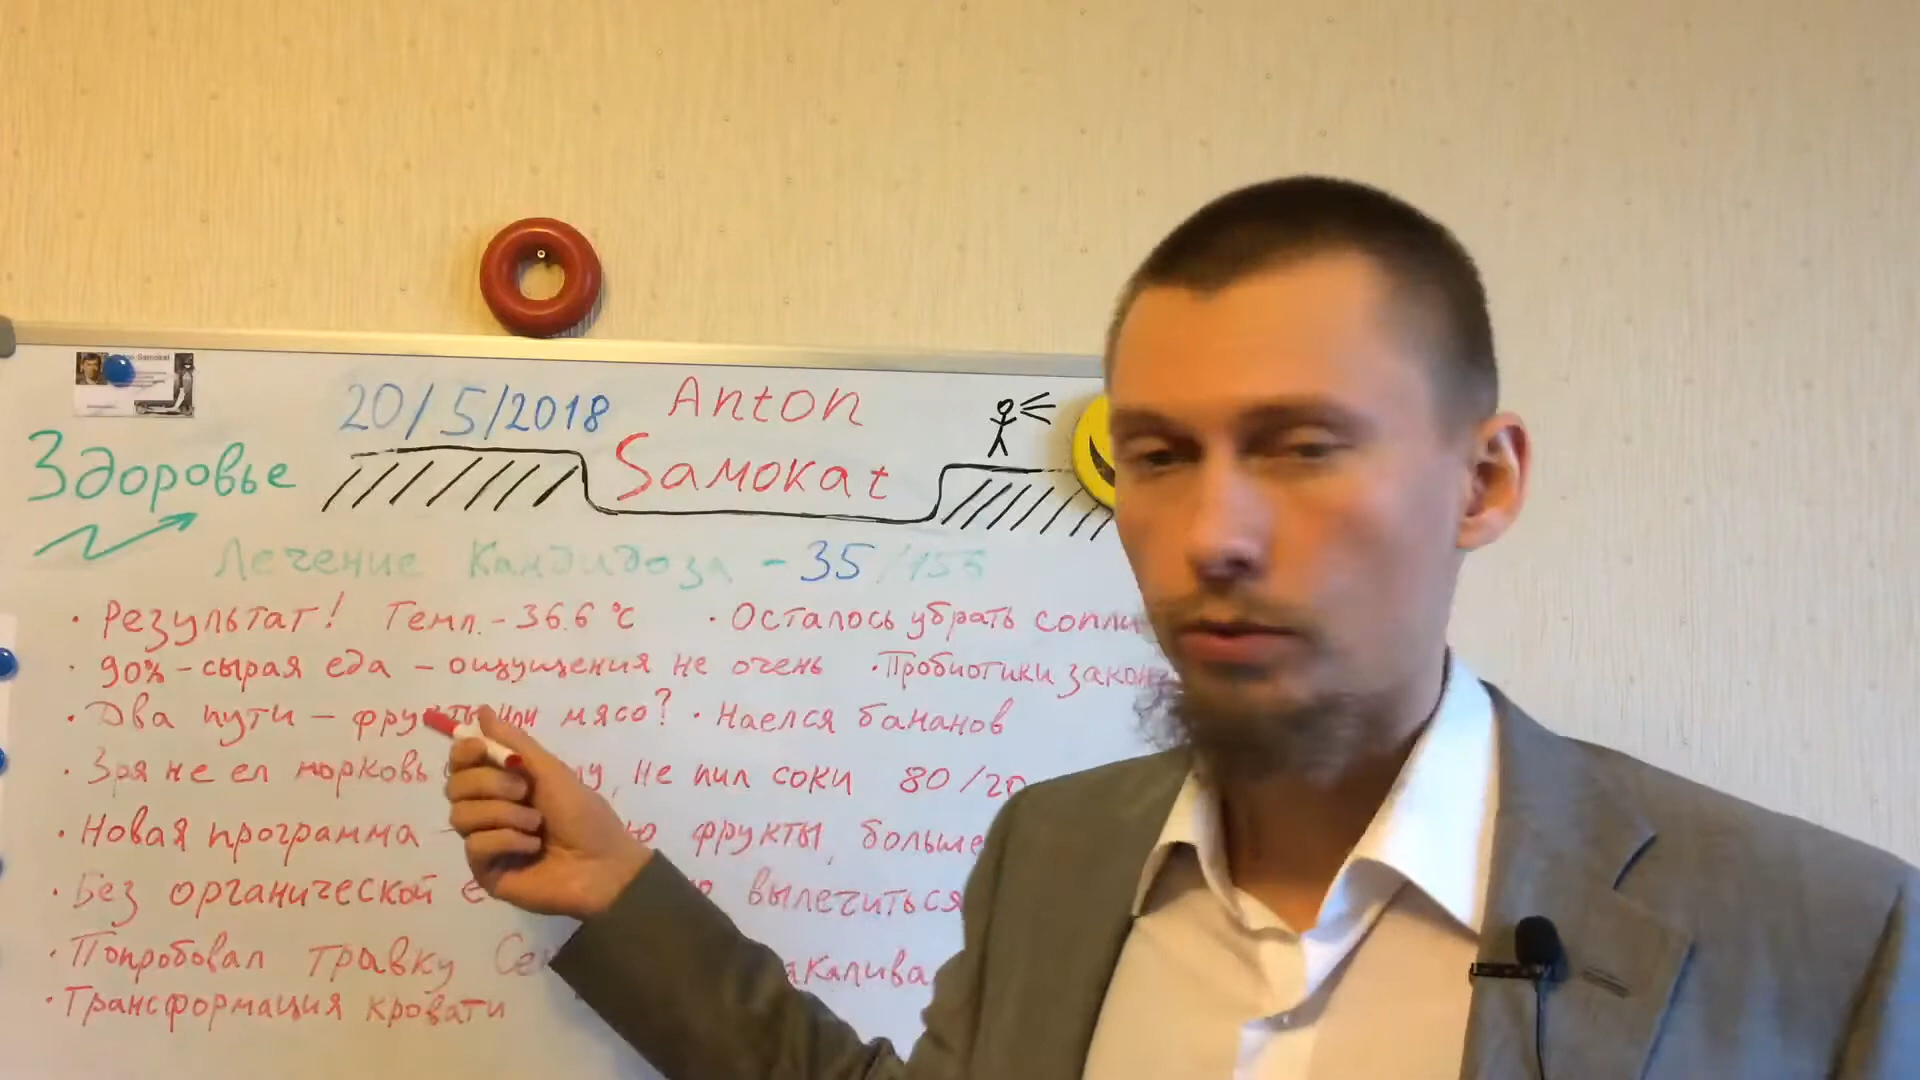 20/5/2018 Anton
Здоровье Samokat
Лечение Кандидоза - 35/155
• Результат! Темп. - 36.6 °C • Осталось убрать сопли
• 90% - сырая еда - ощущения не очень • Пробиотики
• Два пути - фрукты или мясо? • Наелся бананов
• Зря не ел морковь не пил соки 80/20
• Новая программа - фрукты, больше
• Без органической вылечиться
• Попробовал травку
• Трансформация кровати